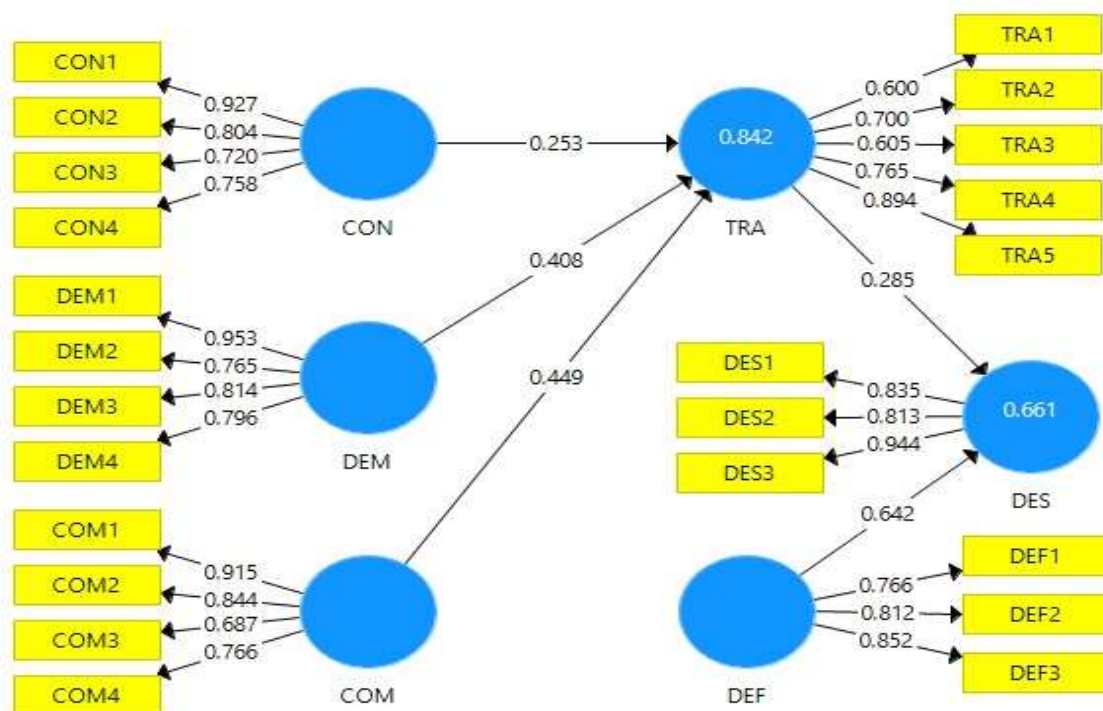 CON1
CON2
CON3
CON4
0.927
0.804
0.720
0.758
CON
0.253
0.842
TRA
0.600
0.700
0.605
0.765
0.894
TRA1
TRA2
TRA3
TRA4
TRA5
DEM1
DEM2
DEM3
DEM4
0.953
0.765
0.814
0.796
DEM
0.408
0.449
0.285
DES1
DES2
DES3
0.835
0.813
0.944
0.661
DES
COM1
COM2
COM3
COM4
0.915
0.844
0.687
0.766
COM
0.642
DEF
0.766
0.812
0.852
DEF1
DEF2
DEF3